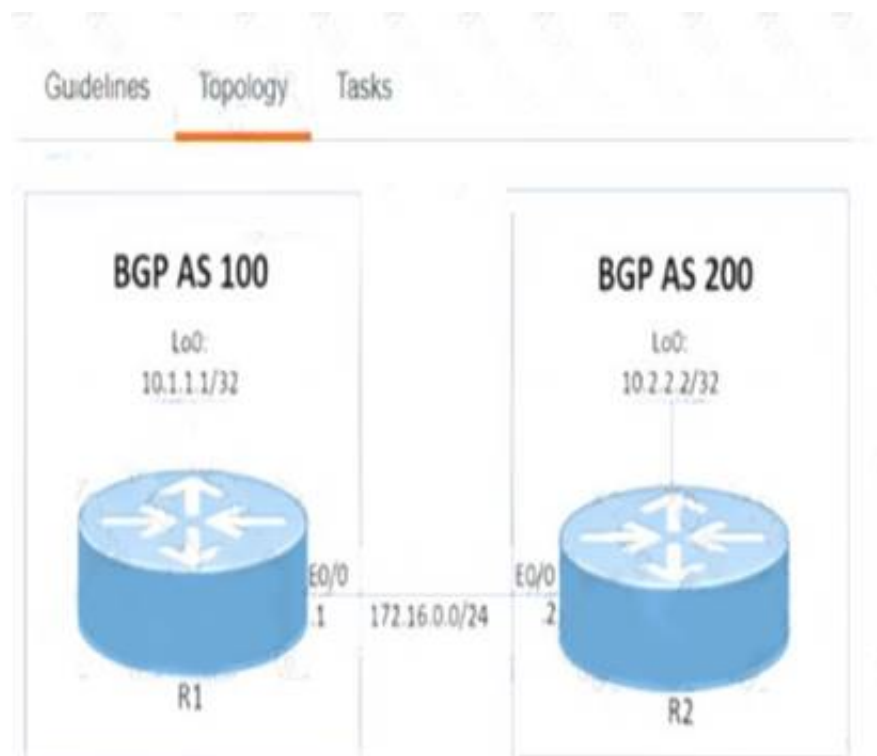 Guidelines Topology Tasks
BGP AS 100
Lo0:
10.1.1.1/32
BGP AS 200
Lo0:
10.2.2.2/32
E0/0
.1
172.16.0.0/24
E0/0
.2
R1
R2